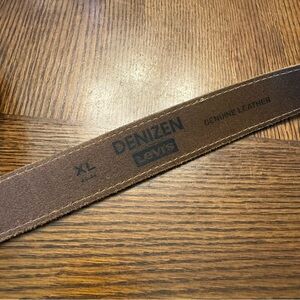 XL
DENIZEN
LEVI'S
GENUINE LEATHER